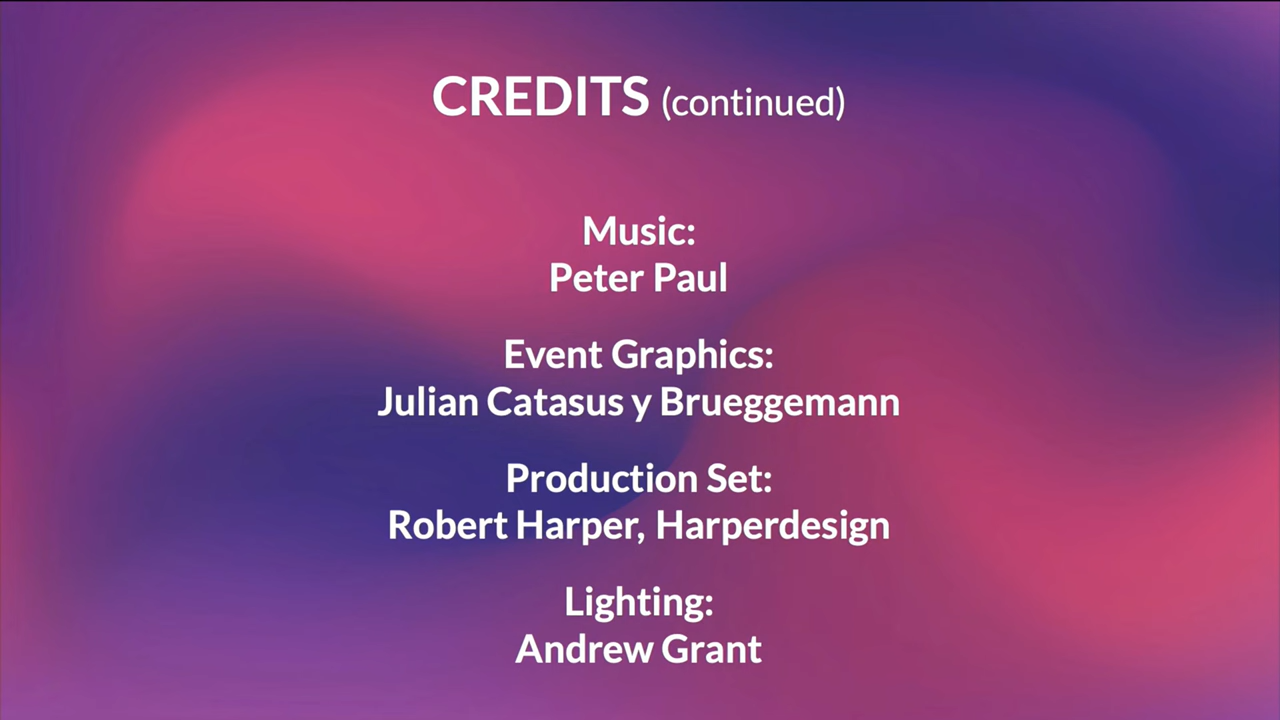 CREDITS (continued)
Music:
Peter Paul
Event Graphics:
Julian Catasus y Brueggemann
Production Set:
Robert Harper, Harperdesign
Lighting:
Andrew Grant